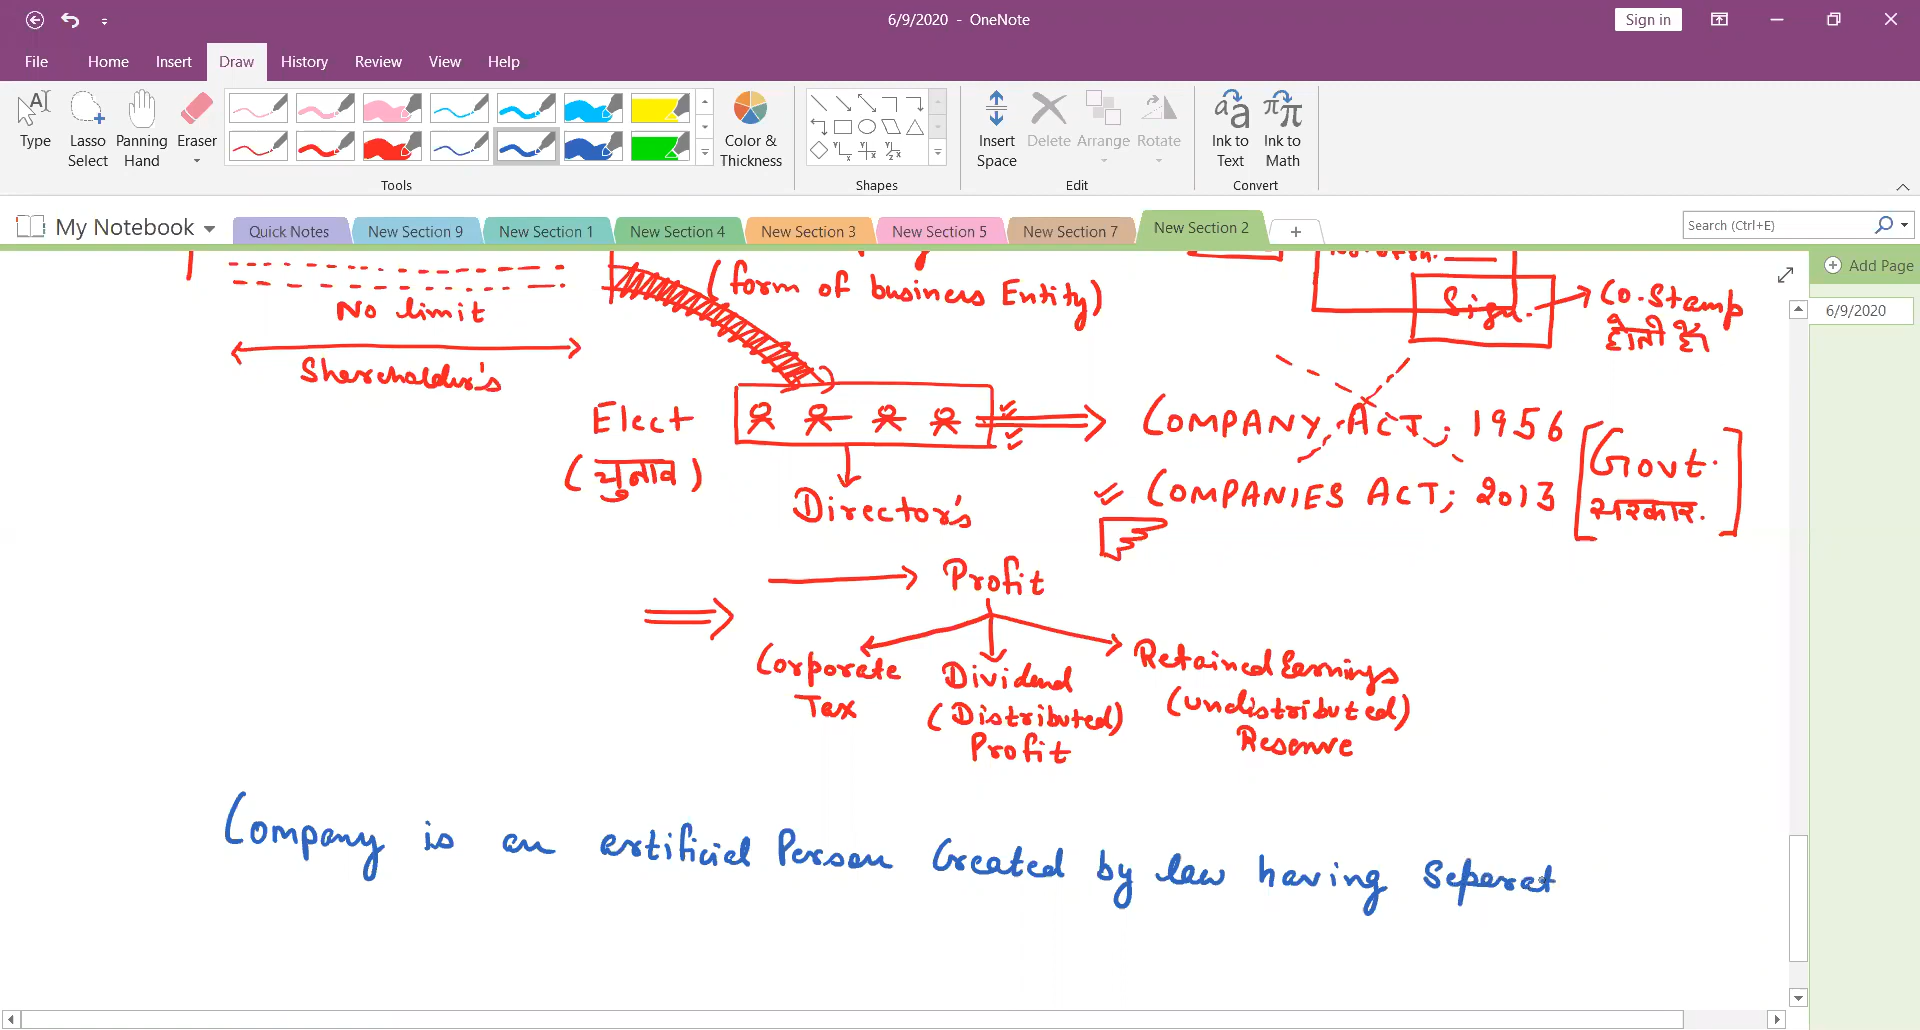 6/9/2020 - OneNote
Sign in
File Home Insert Draw History Review View Help
Type
Lasso Select
Panning Hand
Eraser
Color & Thickness
Insert Space
Delete
Arrange
Rotate
Ink to Text
Ink to Math
Tools
Shapes
Edit
Convert
My Notebook
Quick Notes
New Section 9
New Section 1
New Section 4
New Section 3
New Section 5
New Section 7
New Section 2
Search (Ctrl+E)
Add Page
6/9/2020
(form of business Entity)
Sign.
Co. Stamp
होती है।
No limit
Shareholder's
Elect
(चुनाव)
Director's
COMPANY ACT, 1956
COMPANIES ACT; 2013
[Govt.
सरकार.]
Profit
Corporate
Tax
Dividend
(Distributed)
Profit
Retained Earnings
(undistributed)
Reserve
Company is an artificial Person Created by law having Separat